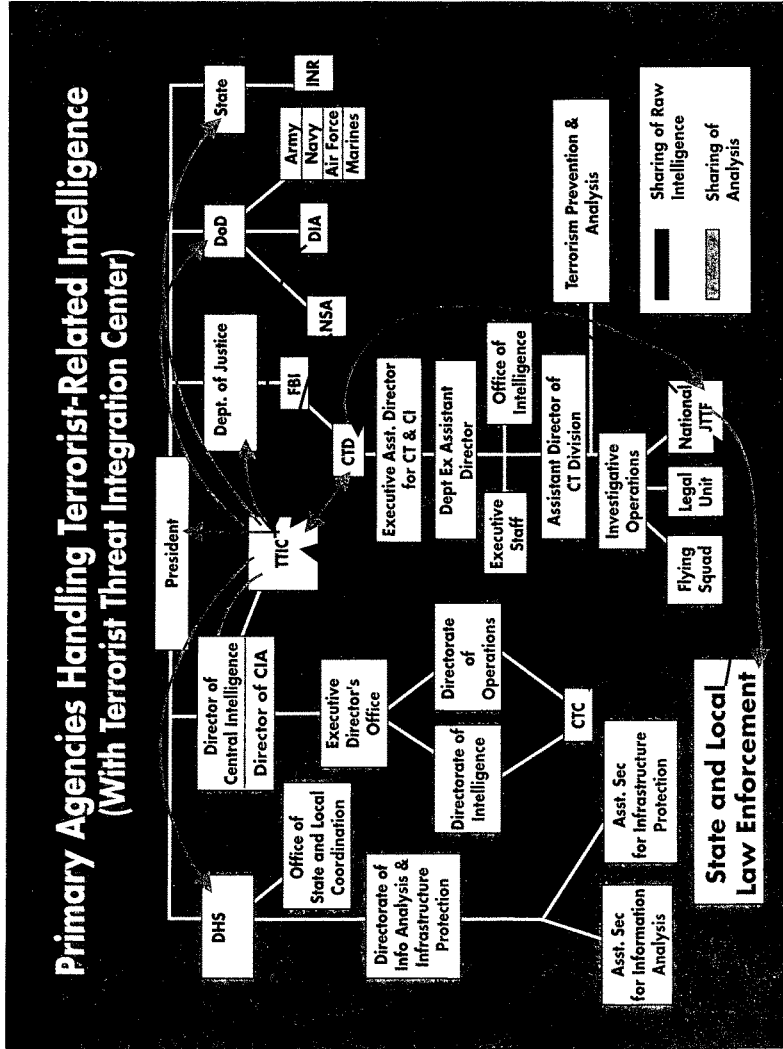 Primary Agencies Handling Terrorist-Related Intelligence
(With Terrorist Threat Integration Center)
President
DHS
Office of
State and Local
Coordination
Directorate of
Info Analysis &
Infrastructure
Protection
Asst. Sec
for Information
Analysis
Asst. Sec
for Infrastructure
Protection
Director of
Central Intelligence
Director of CIA
Executive
Director's
Office
Directorate of
Intelligence
Directorate
of
Operations
CTC
TTIC
Dept. of Justice
FBI
CTD
Executive Asst. Director
for CT & CI
Dept Ex Assistant
Director
Executive
Staff
Office of
Intelligence
Assistant Director of
CT Division
Investigative
Operations
Flying
Squad
Legal
Unit
National
JTTF
Terrorism Prevention &
Analysis
DoD
NSA
DIA
Army
Navy
Air Force
Marines
State
INR
State and Local
Law Enforcement
Sharing of Raw
Intelligence
Sharing of
Analysis